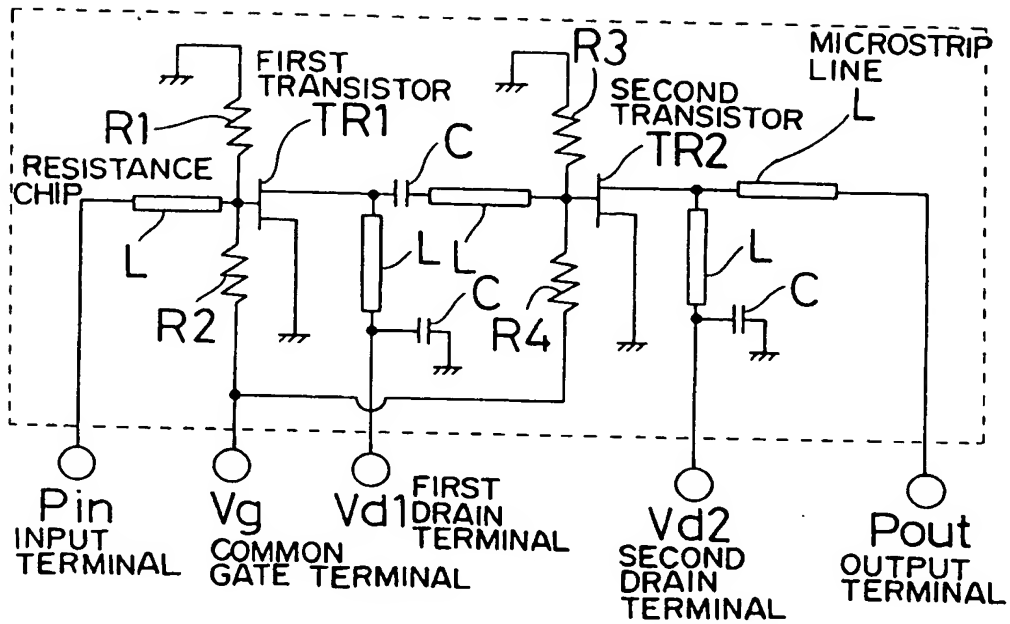 FIRST
TRANSISTOR
TR1
R1
RESISTANCE
CHIP
L
R2
C
L
L
C
R3
SECOND
TRANSISTOR
TR2
R4
MICROSTRIP
LINE
L
L
C
Pin
INPUT
TERMINAL
Vg
COMMON
GATE TERMINAL
Vd1
FIRST
DRAIN
TERMINAL
Vd2
SECOND
DRAIN
TERMINAL
Pout
OUTPUT
TERMINAL